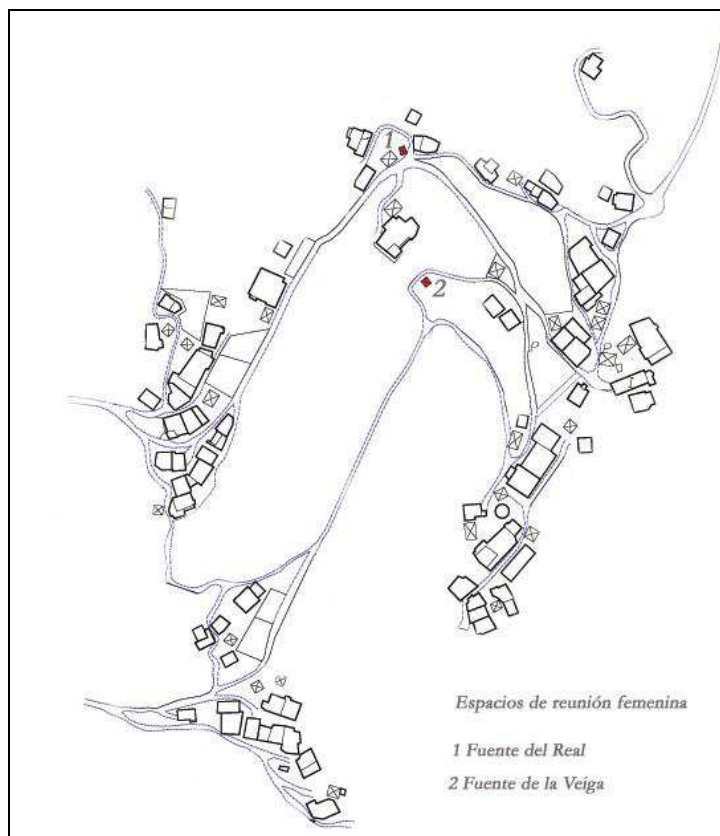 1
2
Espacios de reunión femenina
1 Fuente del Real
2 Fuente de la Veiga